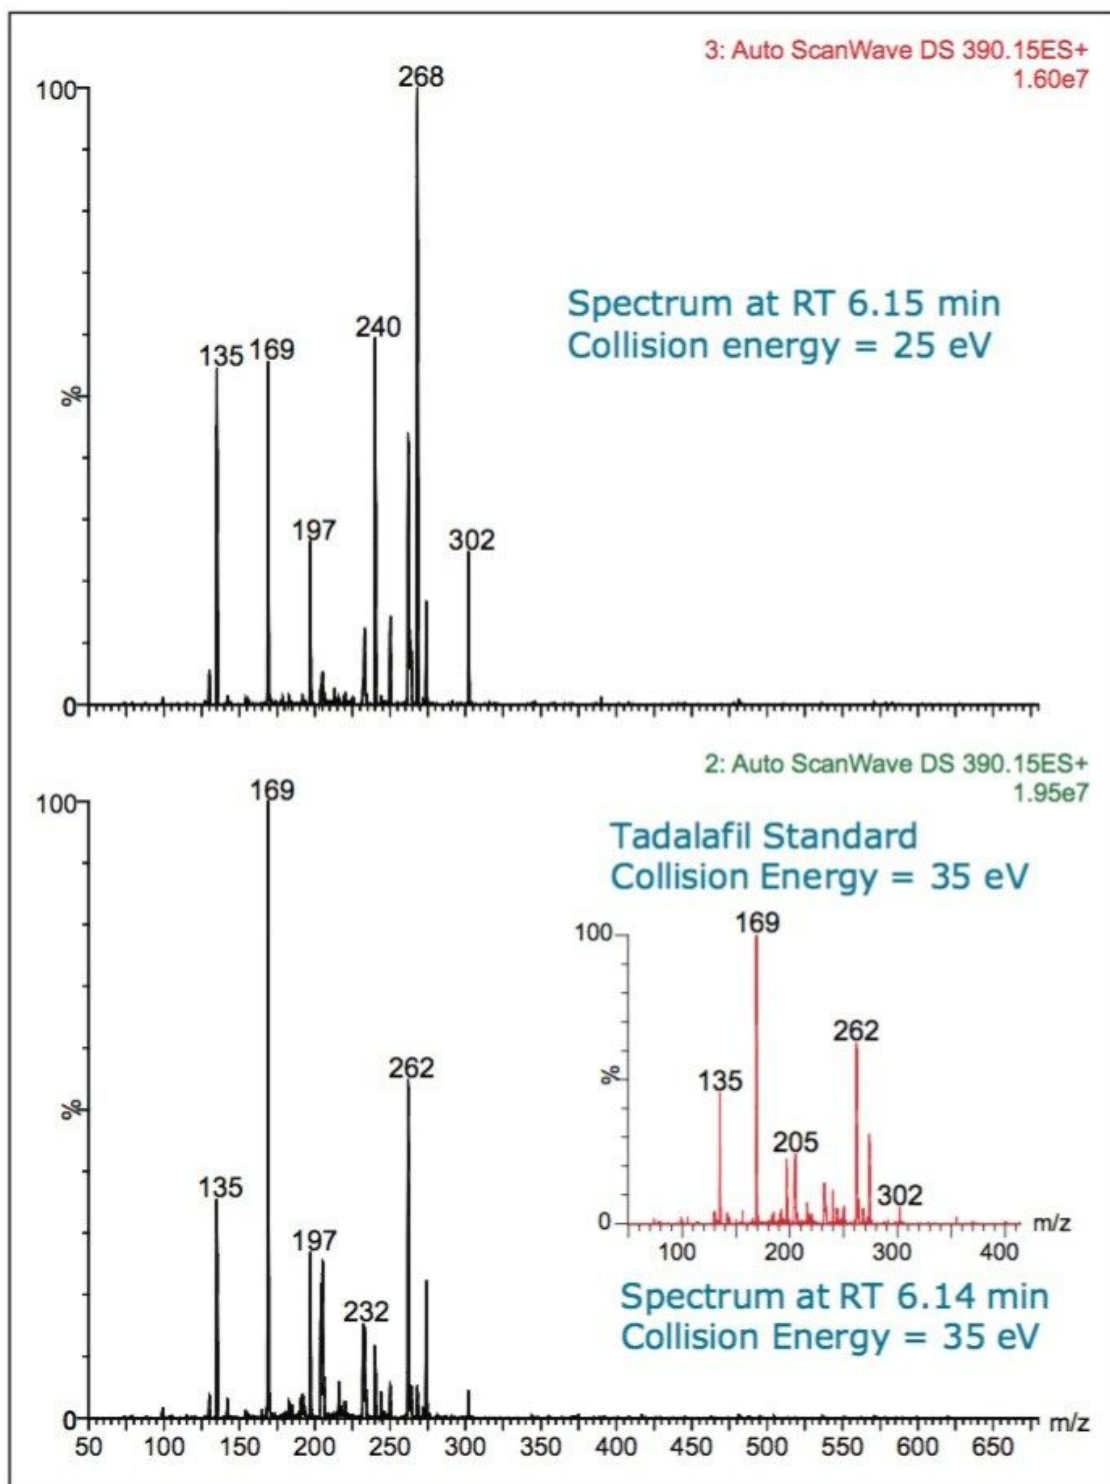 3: Auto ScanWave DS 390.15ES+
1.60e7
100
268
Spectrum at RT 6.15 min
Collision energy = 25 eV
240
135 169
%
197
302
0
2: Auto ScanWave DS 390.15ES+
1.95e7
100
169
Tadalafil Standard
Collision Energy = 35 eV
100
169
262
%
135
205
302
0
m/z
100 200 300 400
262
%
135
197
232
Spectrum at RT 6.14 min
Collision Energy = 35 eV
0
m/z
50 100 150 200 250 300 350 400 450 500 550 600 650